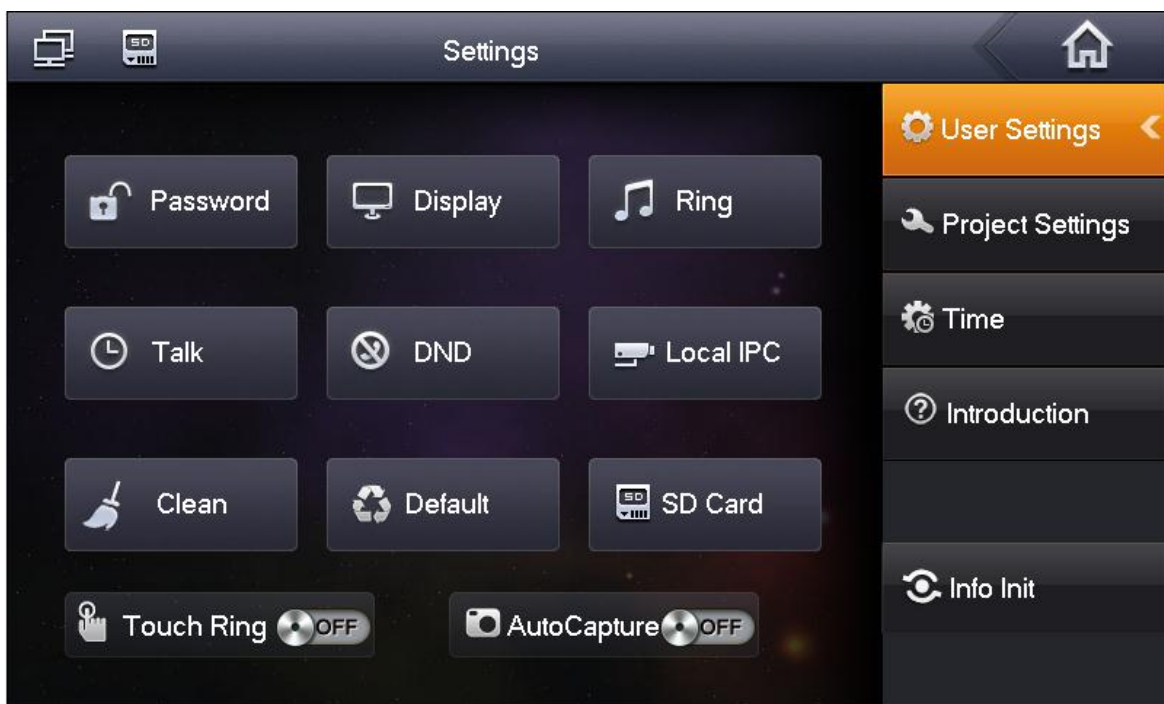 SD
Settings
Password
Display
Ring
Talk
DND
Local IPC
Clean
Default
SD
SD Card
Touch Ring
OFF
AutoCapture
OFF
User Settings
Project Settings
Time
Introduction
Info Init